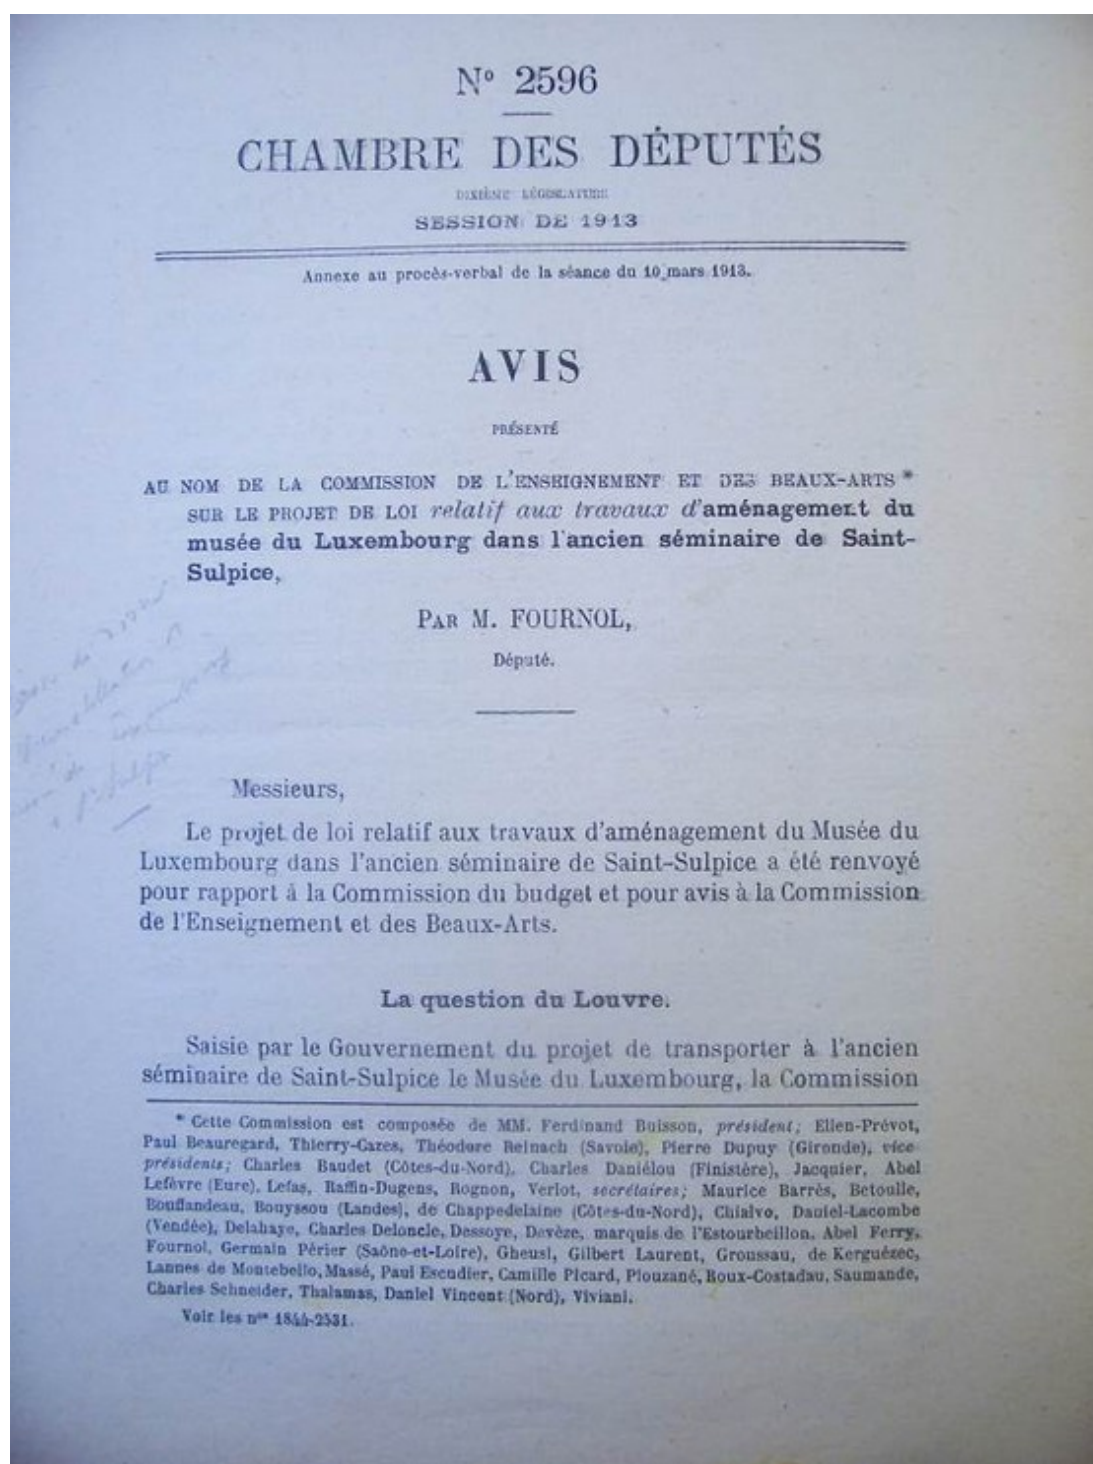 N° 2596
CHAMBRE DES DÉPUTÉS
DIXIÈME LÉGISLATURE
SESSION DE 1913
Annexe au procès-verbal de la séance du 10 mars 1913.
AVIS
PRÉSENTÉ
AU NOM DE LA COMMISSION DE L'ENSEIGNEMENT ET DES BEAUX-ARTS *
SUR LE PROJET DE LOI relatif aux travaux d'aménagement du
musée du Luxembourg dans l'ancien séminaire de Saint-
Sulpice,
PAR M. FOURNOL,
Député.
Messieurs,
Le projet de loi relatif aux travaux d'aménagement du Musée du
Luxembourg dans l'ancien séminaire de Saint-Sulpice a été renvoyé
pour rapport à la Commission du budget et pour avis à la Commission
de l'Enseignement et des Beaux-Arts.
La question du Louvre.
Saisie par le Gouvernement du projet de transporter à l'ancien
séminaire de Saint-Sulpice le Musée du Luxembourg, la Commission
* Cette Commission est composée de MM. Ferdinand Buisson, président; Ellen-Prévot,
Paul Beauregard, Thierry-Cazes, Théodore Reinach (Savoie), Pierre Dupuy (Gironde), vice-
présidents; Charles Baudet (Côtes-du-Nord), Charles Daniélou (Finistère), Jacquier, Abel
Lefèvre (Eure), Lefas, Raffin-Dugens, Rognon, Verlot, secrétaires; Maurice Barrès, Betoulle,
Bouffandeau, Bouyssou (Landes), de Chappedelaine (Côtes-du-Nord), Chialvo, Daniel-Lacombe
(Vendée), Delahaye, Charles Deloncle, Dessoye, Devèze, marquis de l'Estourbeillon, Abel Ferry,
Fournol, Germain Périer (Saône-et-Loire), Gheusi, Gilbert Laurent, Groussau, de Kerguézec,
Lannes de Montebello, Massé, Paul Escudier, Camille Picard, Plouzané, Roux-Costadau, Saumande,
Charles Schneider, Thalamas, Daniel Vincent (Nord), Viviani.
Voir les nos 1844-2531.